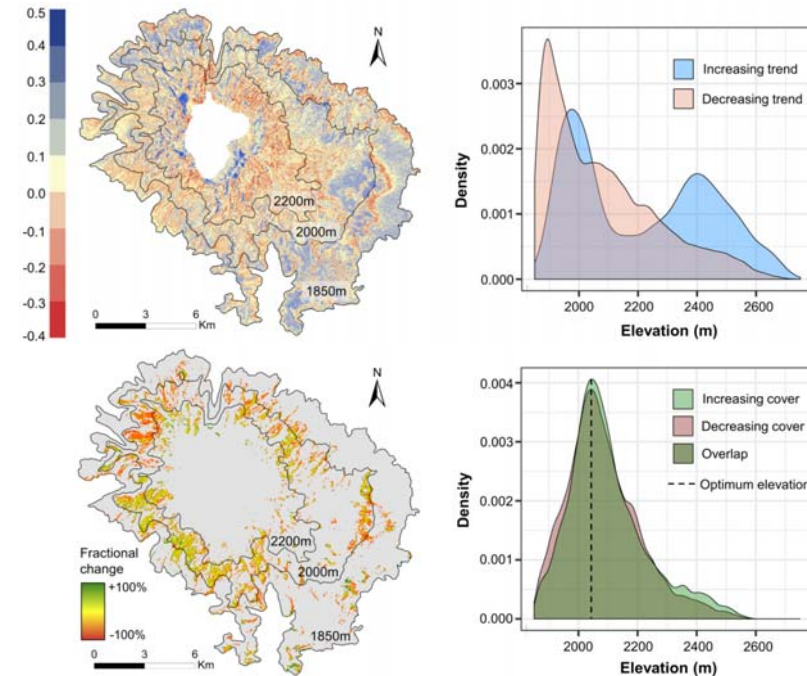 0.5
0.4
0.3
0.2
0.1
0.0
-0.1
-0.2
-0.3
-0.4
N
2200m
2000m
1850m
0 3 6
Km
Increasing trend
Decreasing trend
0.003
0.002
0.001
0.000
Density
2000 2200 2400 2600
Elevation (m)
N
2200m
2000m
1850m
Fractional
change
+100%
-100%
0 3 6
Km
Increasing cover
Decreasing cover
Overlap
Optimum elevation
0.004
0.003
0.002
0.001
0.000
Density
2000 2200 2400 2600
Elevation (m)